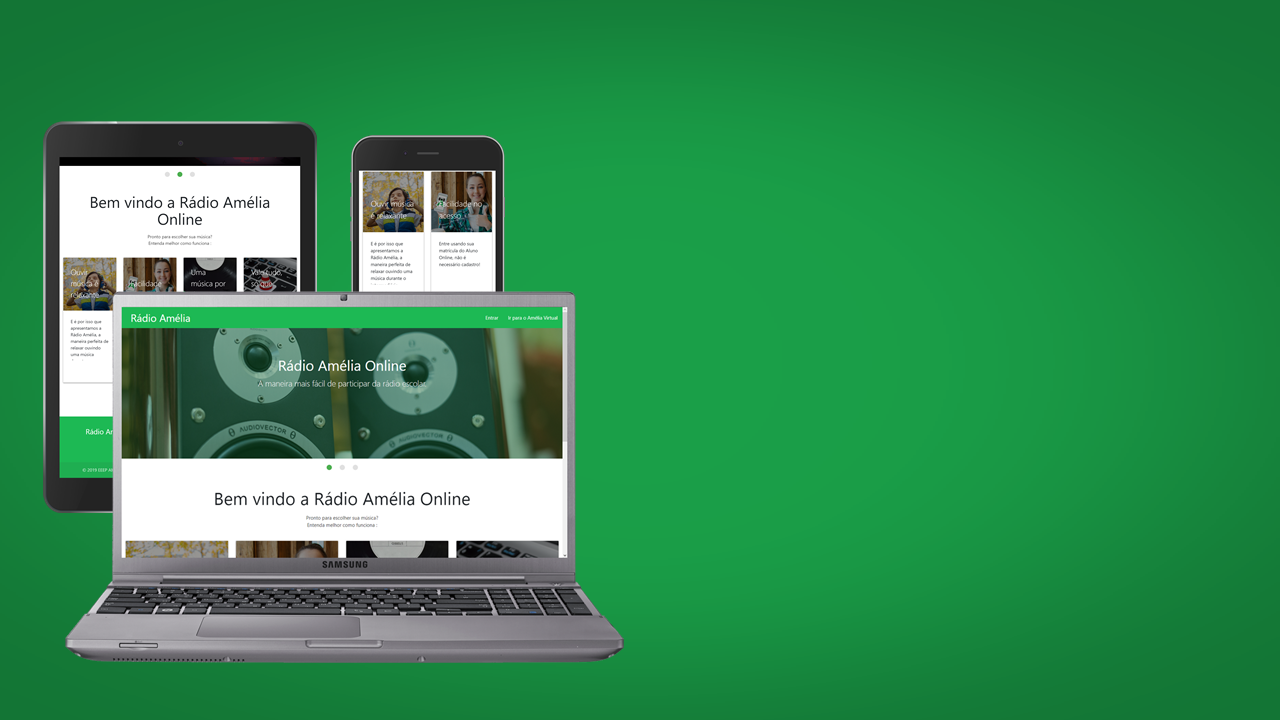 Bem vindo a Rádio Amélia
Online
Pronto para escolher sua música?
Entenda melhor como funciona :
Ouvir
música é
relaxante
Facilidade
Uma
música por
Vale tudo,
só que
E é por isso que
apresentamos a
Rádio Amélia, a
maneira perfeita de
relaxar ouvindo
uma música
Rádio Am
© 2019 EEEP
Ouvir música
é relaxante
Facilidade no
acesso
E é por isso que
apresentamos a
Rádio Amélia, a
maneira perfeita de
relaxar ouvindo uma
música durante o
Entre usando sua
matrícula do Aluno
Online, não é
necessário cadastro!
Rádio Amélia
Entrar
Ir para o Amélia Virtual
Rádio Amélia Online
A maneira mais fácil de participar da rádio escolar
AUDIOVECTOR
AUDIOVECTOR
Bem vindo a Rádio Amélia Online
Pronto para escolher sua música?
Entenda melhor como funciona :
SAMSUNG